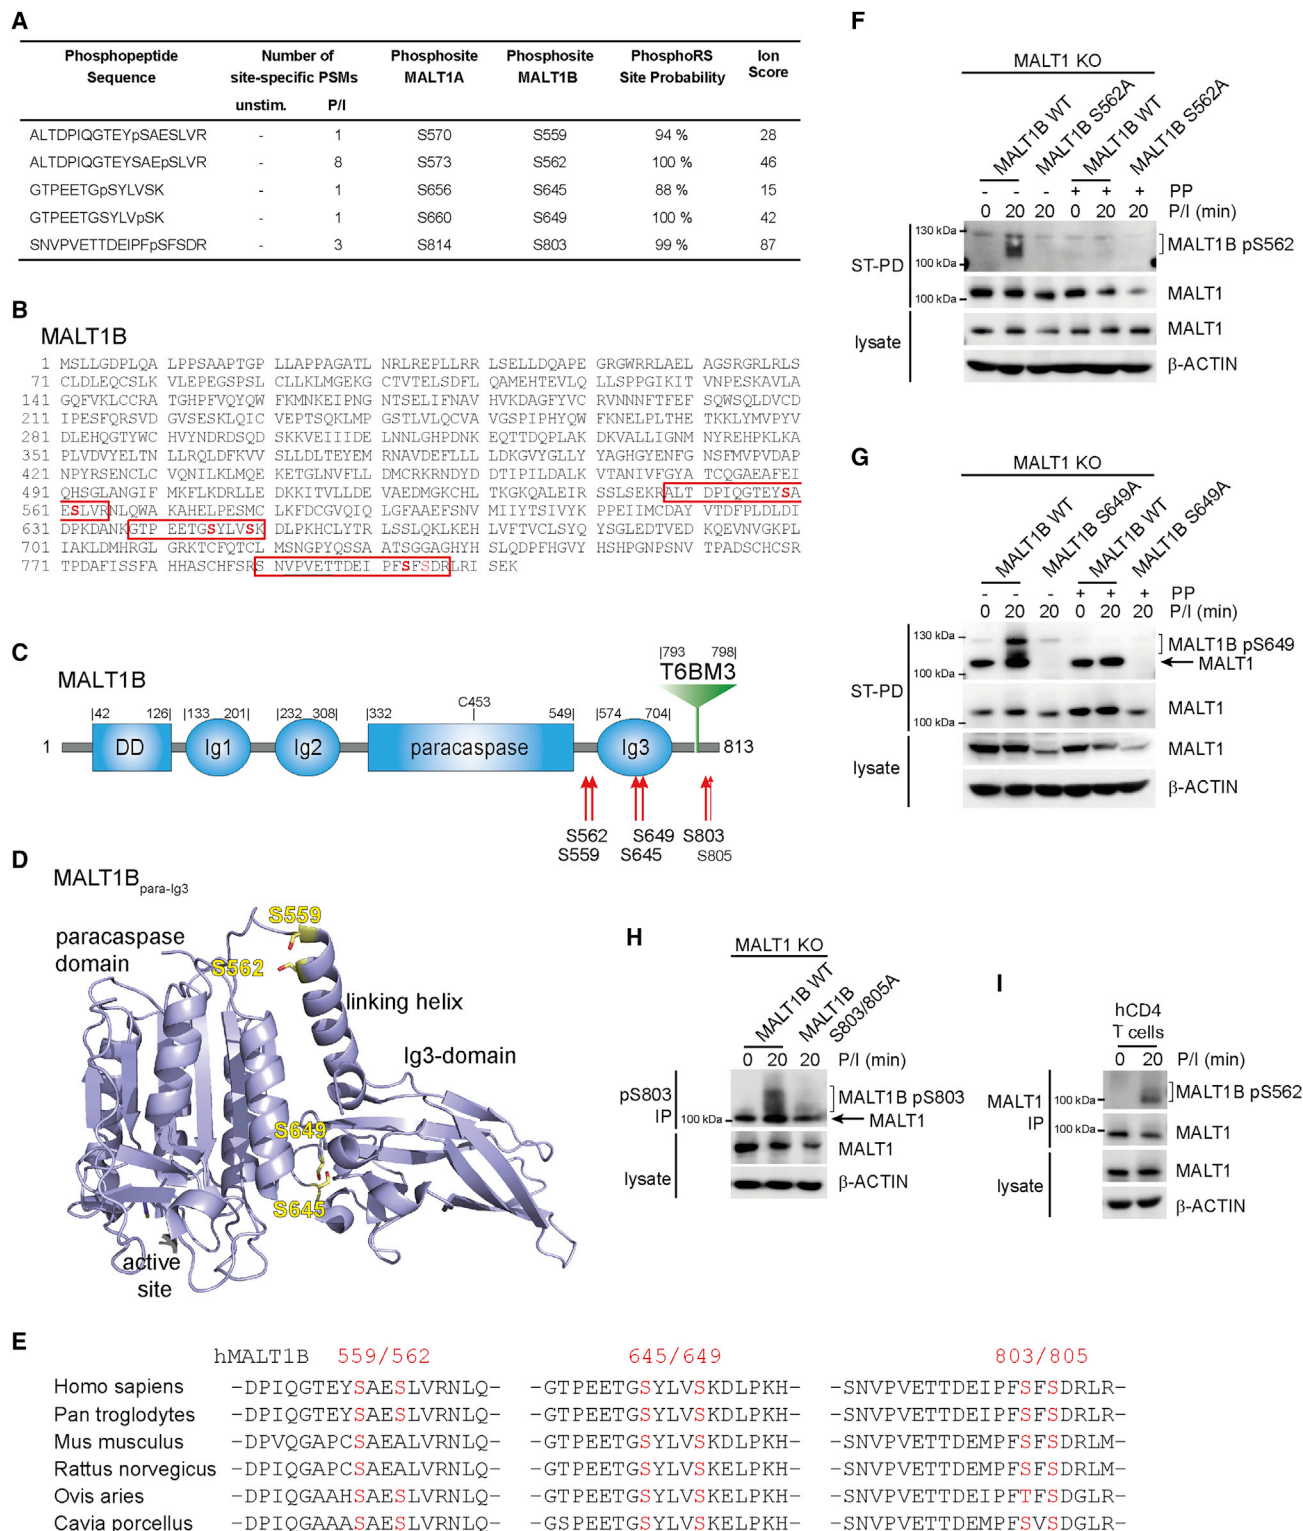 A
Phosphopeptide Sequence
Number of site-specific PSMs
Phosphosite MALT1A
Phosphosite MALT1B
PhosphoRS Site Probability
Ion Score
unstim. P/I
ALTDPIQGTEYpSAESLVR - 1 S570 S559 94 % 28
ALTDPIQGTEYSAEpSLVR - 8 S573 S562 100 % 46
GTPEETGpSYLVSK - 1 S656 S645 88 % 15
GTPEETGSYLVpSK - 1 S660 S649 100 % 42
SNVPVETTDEIPFpSFSDR - 3 S814 S803 99 % 87
B
MALT1B
1 MSLLGDPLQA LPPSAAPTGP LLAPPAGATL NRLREPLLRR LSELLDQAPE GRGWRRLAEL AGSRGRLRLS
71 CLDLEQCSLK VLEPEGSPSL CLLKLMGEKG CTVTELSDFL QAMEHTEVLQ LLSPPGIKIT VNPESKAVLA
141 GQFVKLCCRA TGHPFVQYQW FKMNKEIPNG NTSELIFNAV HVKDAGFYVC RVNNNFTFEF SQWSQLDVCD
211 IPESFQRSVD GVSESKLQIC VEPTSQKLMP GSTLVLQCVA VGSPIPHYQW FKNELPLTHE TKKLYMVPYV
281 DLEHQGTYWC HVYNDRDSQD SKKVEIIIDE LNNLGHPDNK EQTTDQPLAK DKVALLIGNM NYREHPKLKA
351 PLVDVYELTN LLRQLDFKVV SLLDLTEYEM RNAVDEFLLL LDKGVYGLLY YAGHGYENFG NSFMVPVDAP
421 NPYRSENCLC VQNILKLMQE KETGLNVFLL DMCRKRNDYD DTIPILDALK VTANIVFGYA TCQGAEAFEI
491 QHSGLANGIF MKFLKDRLLE DKKITVLLDE VAEDMGKCHL TKGKQALEIR SSLSEKRALT DPIQGTEYSA
561 ESLVRNLQWA KAHELPESMC LKFDCGVQIQ LGFAAEFSNV MIIYTSIVYK PPEIIMCDAY VTDFPLDLDI
631 DPKDANKGTP EETGSYLVSK DLPKHCLYTR LSSLQKLKEH LVFTVCLSYQ YSGLEDTVED KQEVNVGKPL
701 IAKLDMHRGL GRKTCFQTCL MSNGPYQSSA ATSGGAGHYH SLQDPFHGVY HSHPGNPSNV TPADSCHCSR
771 TPDAFISSFA HHASCHFSRS NVPVETTDEI PFSFSDRLRI SEK
C
MALT1B
|793 798|
T6BM3
|42 126| |133 201| |232 308| |332 C453 549| |574 704|
1 DD Ig1 Ig2 paracaspase Ig3 813
S562 S649 S803
S559 S645 S805
D
MALT1Bpara-Ig3
paracaspase domain
S559
S562
linking helix
Ig3-domain
S649
S645
active site
E
hMALT1B 559/562 645/649 803/805
Homo sapiens –DPIQGTEYSAESLVRNLQ– –GTPEETGSYLVSKDLPKH– –SNVPVETTDEIPFSFSDRLR–
Pan troglodytes –DPIQGTEYSAESLVRNLQ– –GTPEETGSYLVSKDLPKH– –SNVPVETTDEIPFSFSDRLR–
Mus musculus –DPVQGAPCSAEALVRNLQ– –GTPEETGSYLVSKDLPKH– –SNVPVETTDEMPFSFSDRLM–
Rattus norvegicus –DPIQGAPCSAEALVRNLQ– –GTPEETGSYLVSKELPKH– –SNVPVETTDEMPFSFSDRLM–
Ovis aries –DPIQGAAHSAESLVRNLQ– –GSPEETGSYLVSKELPKH– –SNVPVETTDEIPFTFSDGLR–
Cavia porcellus –DPIQGAAASAESLVRNLQ– –GTPEETGSYLVSKELPKH– –SNVPVETTDEIPFSVSDRLR–
F
MALT1 KO
MALT1B WT
MALT1B S562A
MALT1B WT
MALT1B S562A
- - - + + + PP
0 20 20 0 20 20 P/I (min)
ST-PD
130 kDa
100 kDa
MALT1B pS562
100 kDa
MALT1
lysate
MALT1
β-ACTIN
G
MALT1 KO
MALT1B WT
MALT1B S649A
MALT1B WT
MALT1B S649A
- - - + + + PP
0 20 20 0 20 20 P/I (min)
ST-PD
130 kDa
100 kDa
MALT1B pS649
MALT1
100 kDa
MALT1
lysate
MALT1
β-ACTIN
H
MALT1 KO
MALT1B WT
MALT1B S803/805A
0 20 20 P/I (min)
pS803 IP
100 kDa
MALT1B pS803
MALT1
lysate
MALT1
β-ACTIN
I
hCD4 T cells
0 20 P/I (min)
MALT1 IP
100 kDa
MALT1B pS562
100 kDa
MALT1
lysate
MALT1
β-ACTIN